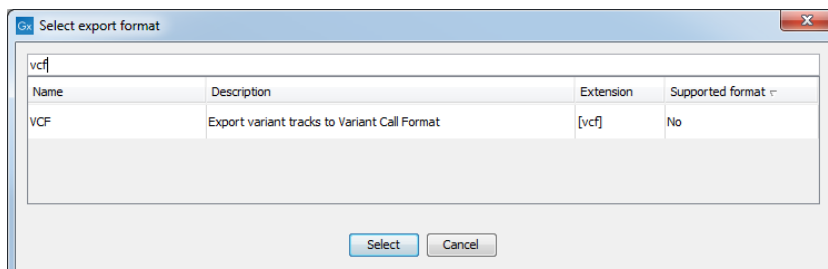 Gx Select export format
vcf
Name Description Extension Supported format
VCF Export variant tracks to Variant Call Format [vcf] No
Select Cancel